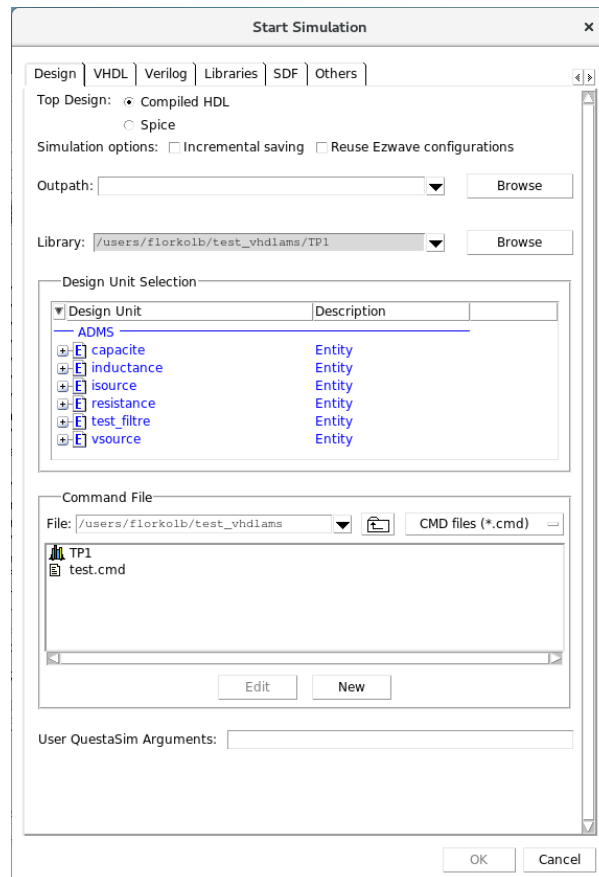 Start Simulation
Design VHDL Verilog Libraries SDF Others
Top Design: Compiled HDL
Spice
Simulation options: Incremental saving Reuse Ezwave configurations
Outpath: Browse
Library: /users/florkolb/test_vhdlams/TP1 Browse
Design Unit Selection
Design Unit Description
ADMS
E capacite Entity
E inductance Entity
E isource Entity
E resistance Entity
E test_filtre Entity
E vsource Entity
Command File
File: /users/florkolb/test_vhdlams CMD files (*.cmd)
TP1
test.cmd
Edit New
User QuestaSim Arguments:
OK Cancel